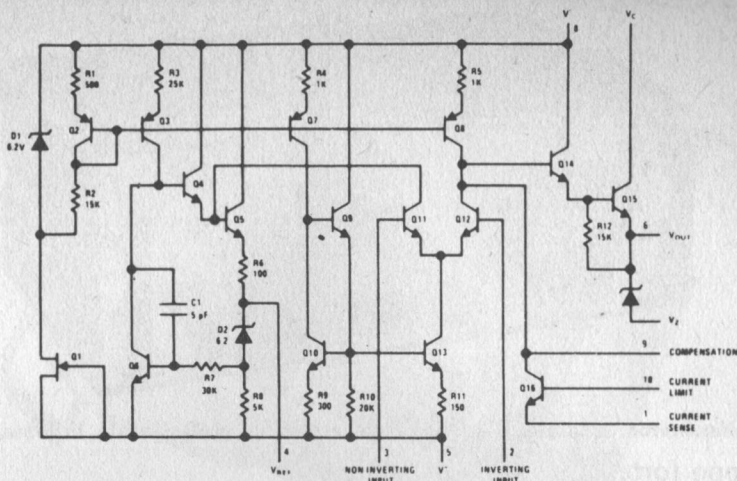 V+
8
VC
R1
500
R3
25K
R4
1K
R5
1K
D1
6.2V
Q2
Q3
Q7
Q8
Q14
R2
15K
Q4
Q5
Q9
Q11
Q12
Q15
R12
15K
6
VOUT
R6
100
VZ
C1
5 pF
D2
6.2
9
COMPENSATION
Q1
Q6
R7
30K
Q10
Q13
Q16
10
CURRENT
LIMIT
R8
5K
R9
300
R10
20K
R11
150
1
CURRENT
SENSE
4
VREF
3
NON INVERTING
INPUT
5
V-
2
INVERTING
INPUT